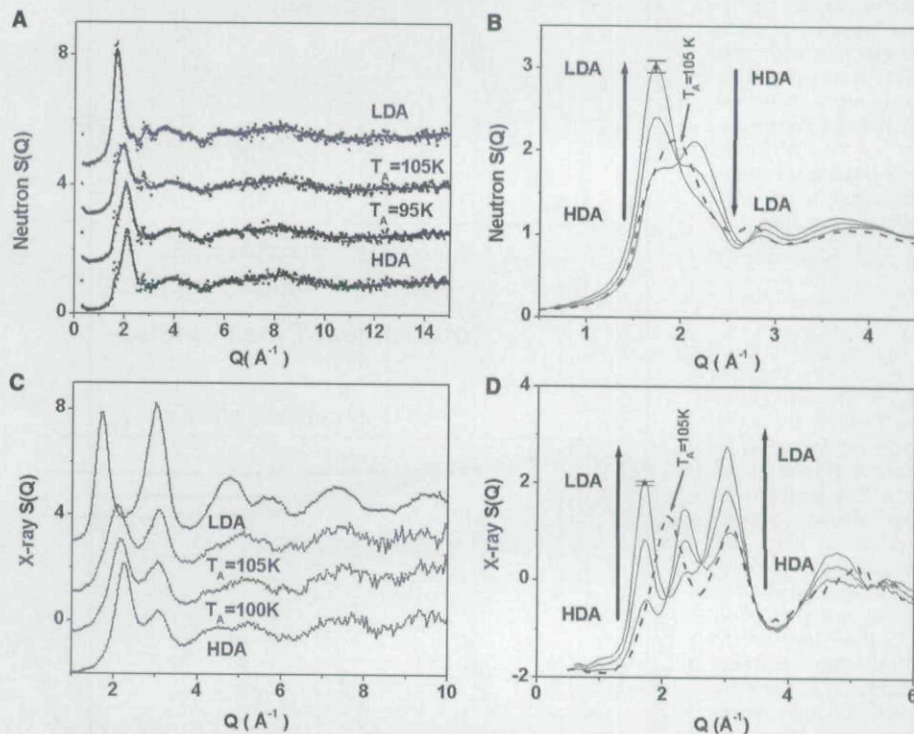 A
8
4
0
Neutron S(Q)
LDA
T_A=105K
T_A=95K
HDA
0 2 4 6 8 10 12 14
Q( Å⁻¹)
B
3
2
1
0
Neutron S(Q)
LDA
HDA
T_A=105 K
HDA
LDA
1 2 3 4
Q (Å⁻¹)
C
8
4
0
X-ray S(Q)
LDA
T_A=105K
T_A=100K
HDA
2 4 6 8 10
Q ( Å⁻¹)
D
4
2
0
-2
X-ray S(Q)
LDA
HDA
T_A=105K
LDA
HDA
0 2 4 6
Q ( Å⁻¹)